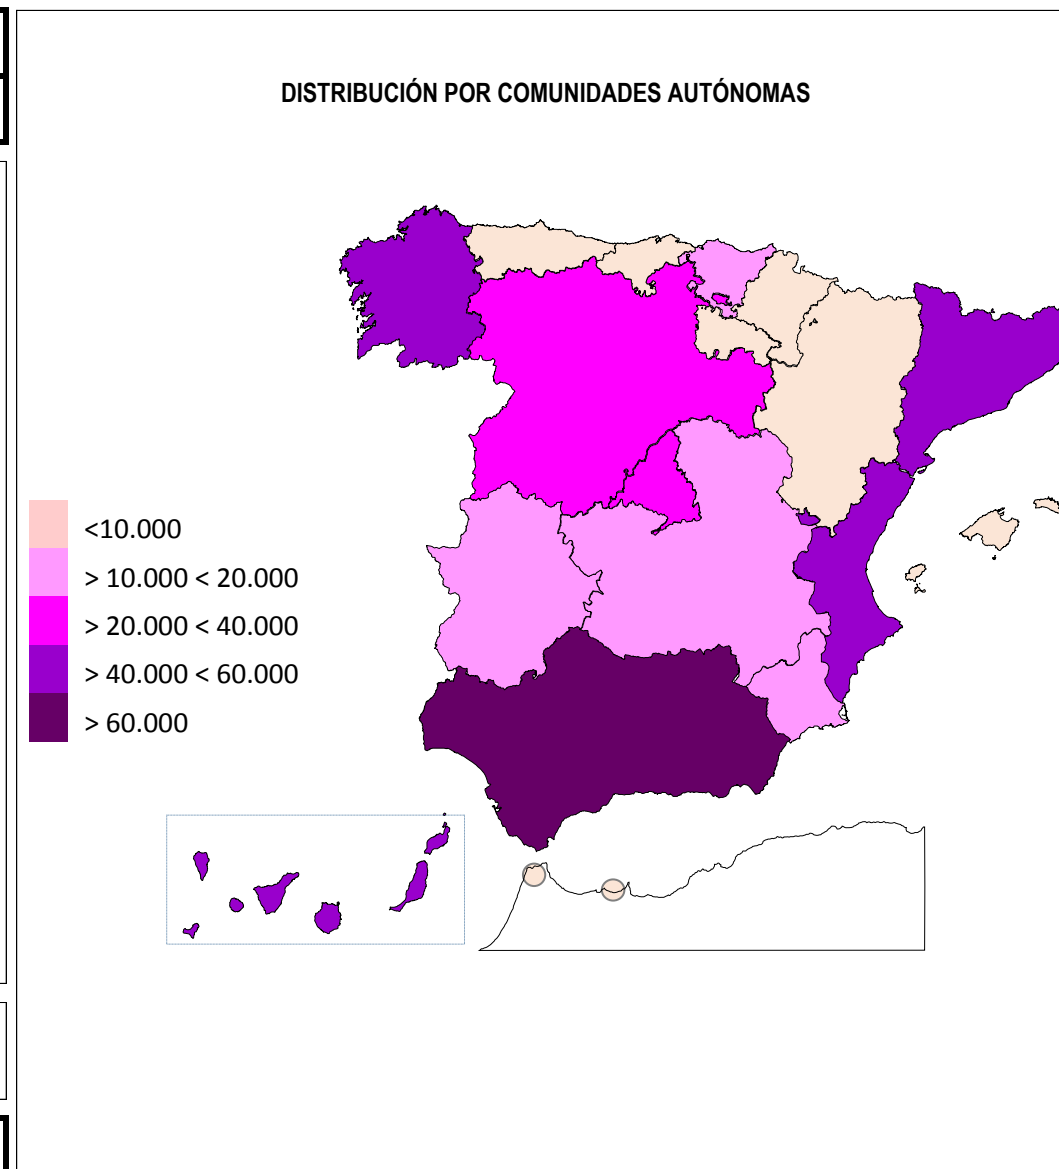 DISTRIBUCIÓN POR COMUNIDADES AUTÓNOMAS
<10.000
> 10.000 < 20.000
> 20.000 < 40.000
> 40.000 < 60.000
> 60.000